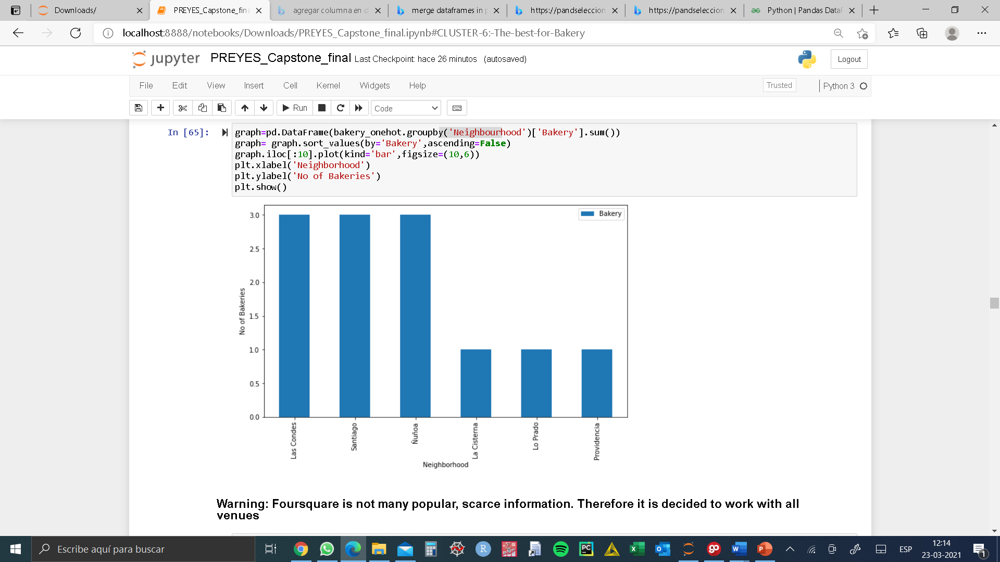 Downloads/
PREYES_Capstone_fina
agregar columna en d
merge dataframes in p
https://pandseleccion
https://pandseleccion
Python | Pandas DataF
localhost:8888/notebooks/Downloads/PREYES_Capstone_final.ipynb#CLUSTER-6:-The-best-for-Bakery
jupyter PREYES_Capstone_final Last Checkpoint: hace 26 minutos (autosaved)
Logout
File Edit View Insert Cell Kernel Widgets Help
Trusted
Python 3
Run
Code
In [65]:
graph=pd.DataFrame(bakery_onehot.groupby('Neighbourhood')['Bakery'].sum())
graph= graph.sort_values(by='Bakery',ascending=False)
graph.iloc[:10].plot(kind='bar',figsize=(10,6))
plt.xlabel('Neighborhood')
plt.ylabel('No of Bakeries')
plt.show()
Bakery
3.0
2.5
2.0
1.5
1.0
0.5
0.0
No of Bakeries
Las Condes
Santiago
Ñuñoa
La Cisterna
Lo Prado
Providencia
Neighborhood
Warning: Foursquare is not many popular, scarce information. Therefore it is decided to work with all
venues
Escribe aquí para buscar
R
PC
go
W
P
ESP
12:14
23-03-2021
1